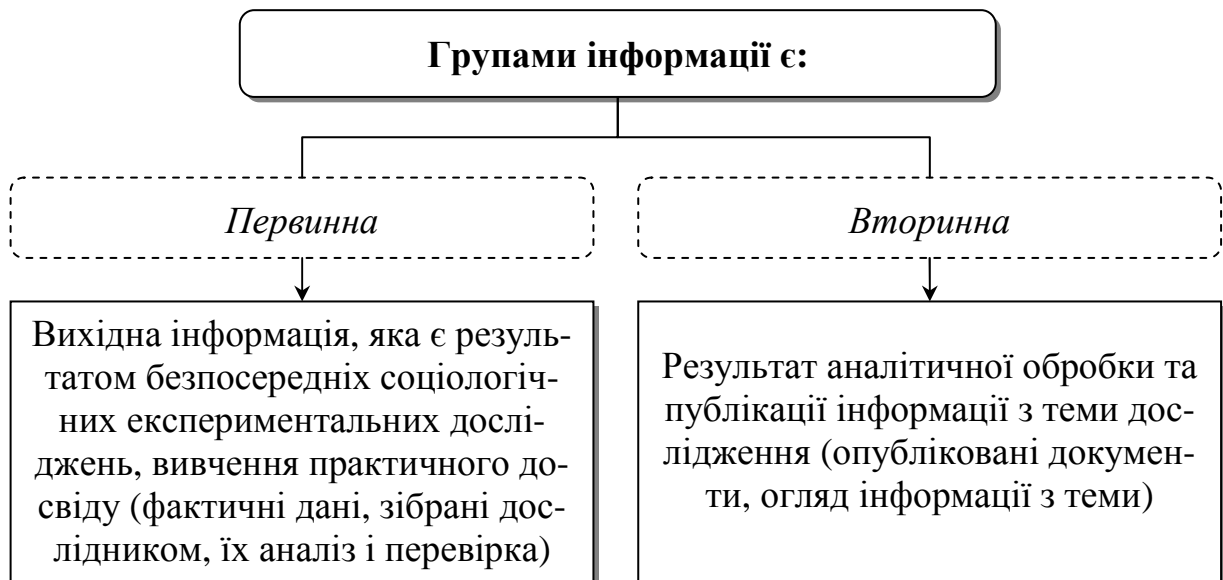 Групами інформації є:
Первинна
Вихідна інформація, яка є резуль-
татом безпосередніх соціологіч-
них експериментальних дослі-
джень, вивчення практичного до-
свіду (фактичні дані, зібрані дос-
лідником, їх аналіз і перевірка)
Вторинна
Результат аналітичної обробки та
публікації інформації з теми дос-
лідження (опубліковані докумен-
ти, огляд інформації з теми)